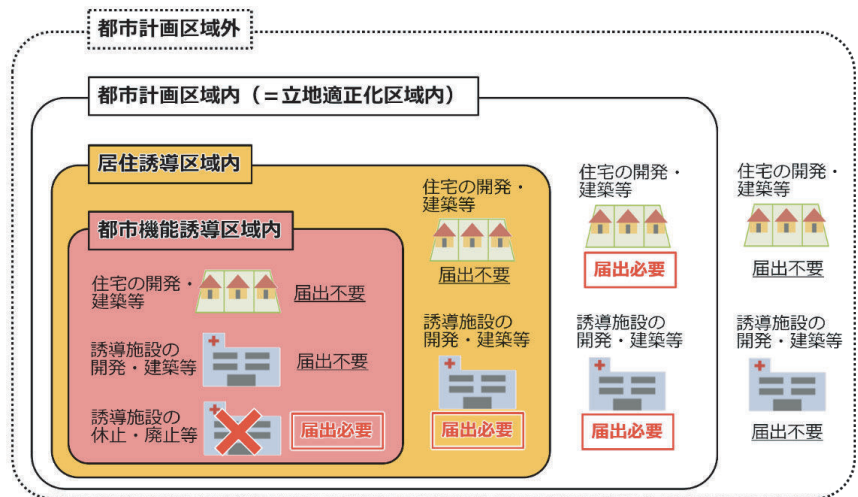 都市計画区域外
都市計画区域内（＝立地適正化区域内）
居住誘導区域内
都市機能誘導区域内
住宅の開発・
建築等
届出不要
誘導施設の
開発・建築等
届出不要
誘導施設の
休止・廃止等
届出必要
住宅の開発・
建築等
届出不要
誘導施設の
開発・建築等
届出必要
住宅の開発・
建築等
届出必要
誘導施設の
開発・建築等
届出必要
住宅の開発・
建築等
届出不要
誘導施設の
開発・建築等
届出不要